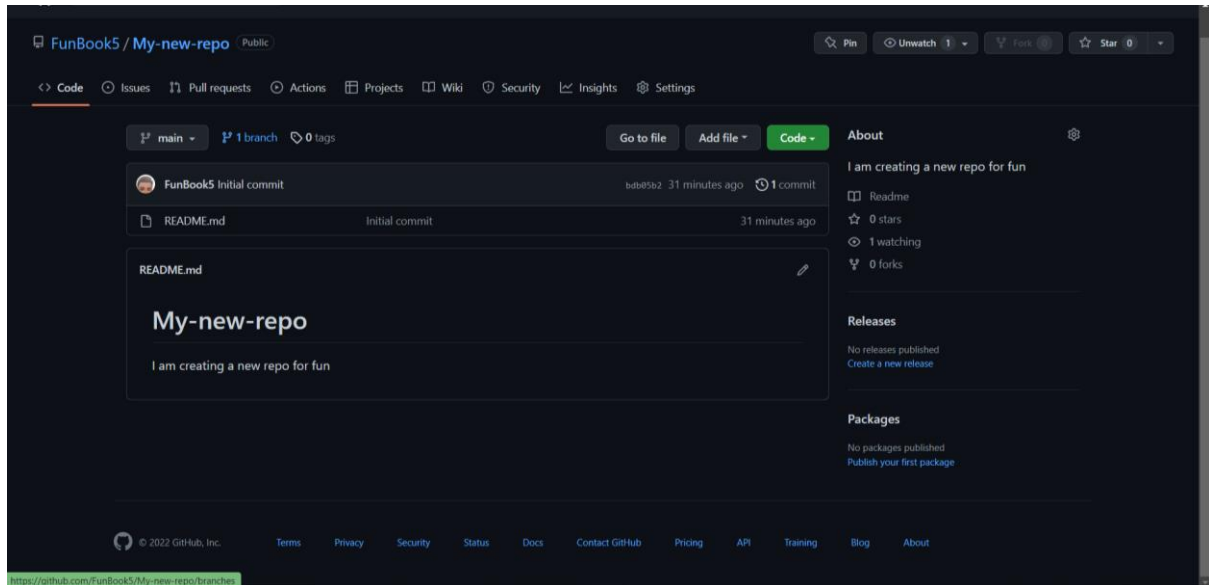 FunBook5 / My-new-repo Public
Pin Unwatch 1 Fork 0 Star 0
Code Issues Pull requests Actions Projects Wiki Security Insights Settings
main 1 branch 0 tags Go to file Add file Code
FunBook5 Initial commit bdb05b2 31 minutes ago 1 commit
README.md Initial commit 31 minutes ago
README.md
My-new-repo
I am creating a new repo for fun
About
I am creating a new repo for fun
Readme
0 stars
1 watching
0 forks
Releases
No releases published
Create a new release
Packages
No packages published
Publish your first package
© 2022 GitHub, Inc. Terms Privacy Security Status Docs Contact GitHub Pricing API Training Blog About
https://github.com/FunBook5/My-new-repo/branches